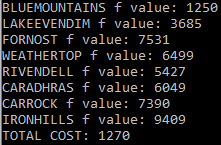 BLUEMOUNTAINS f value: 1250
LAKEEVENDIM f value: 3685
FORNOST f value: 7531
WEATHERTOP f value: 6499
RIVENDELL f value: 5427
CARADHRAS f value: 6049
CARROCK f value: 7390
IRONHILLS f value: 9409
TOTAL COST: 1270